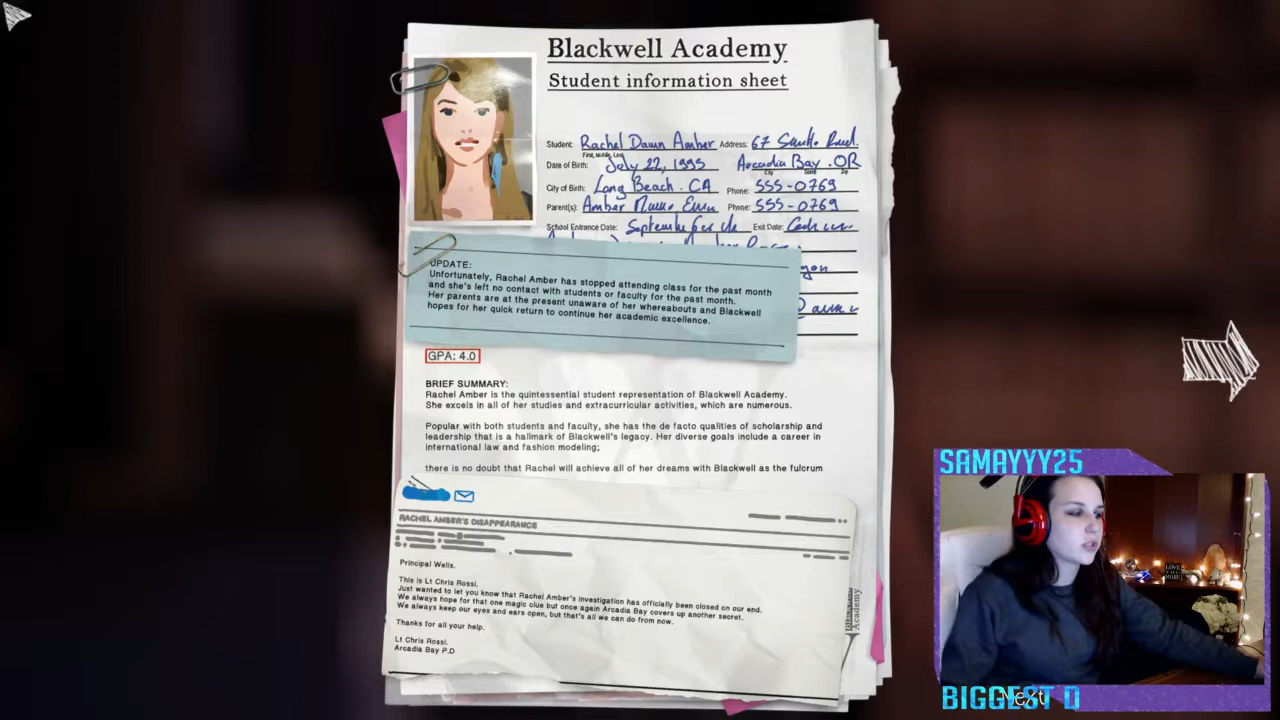 Blackwell Academy
Student information sheet
Student: Rachel Dawn Amber Address: 67
First, Middle, Last
Date of Birth: July 22, 1995 Arcadia Bay. OR
City State Zip
City of Birth: Long Beach. CA Phone: 555-0769
Parent(s): Amber Phone: 555-0769
School Entrance Date: September Exit Date:
UPDATE:
Unfortunately, Rachel Amber has stopped attending class for the past month
and she's left no contact with students or faculty for the past month.
Her parents are at the present unaware of her whereabouts and Blackwell
hopes for her quick return to continue her academic excellence.
GPA: 4.0
BRIEF SUMMARY:
Rachel Amber is the quintessential student representation of Blackwell Academy.
She excels in all of her studies and extracurricular activities, which are numerous.
Popular with both students and faculty, she has the de facto qualities of scholarship and
leadership that is a hallmark of Blackwell's legacy. Her diverse goals include a career in
international law and fashion modeling;
there is no doubt that Rachel will achieve all of her dreams with Blackwell as the fulcrum
RACHEL AMBER'S DISAPPEARANCE
Principal Wells.
This is Lt Chris Rossi.
Just wanted to let you know that Rachel Amber's investigation has officially been closed on our end.
We always hope for that one magic clue but once again Arcadia Bay covers up another secret.
We always keep our eyes and ears open, but that's all we can do from now.
Thanks for all your help.
Lt Chris Rossi.
Arcadia Bay P.D
Academy
SAMAYYY25
BIGGEST D
Next